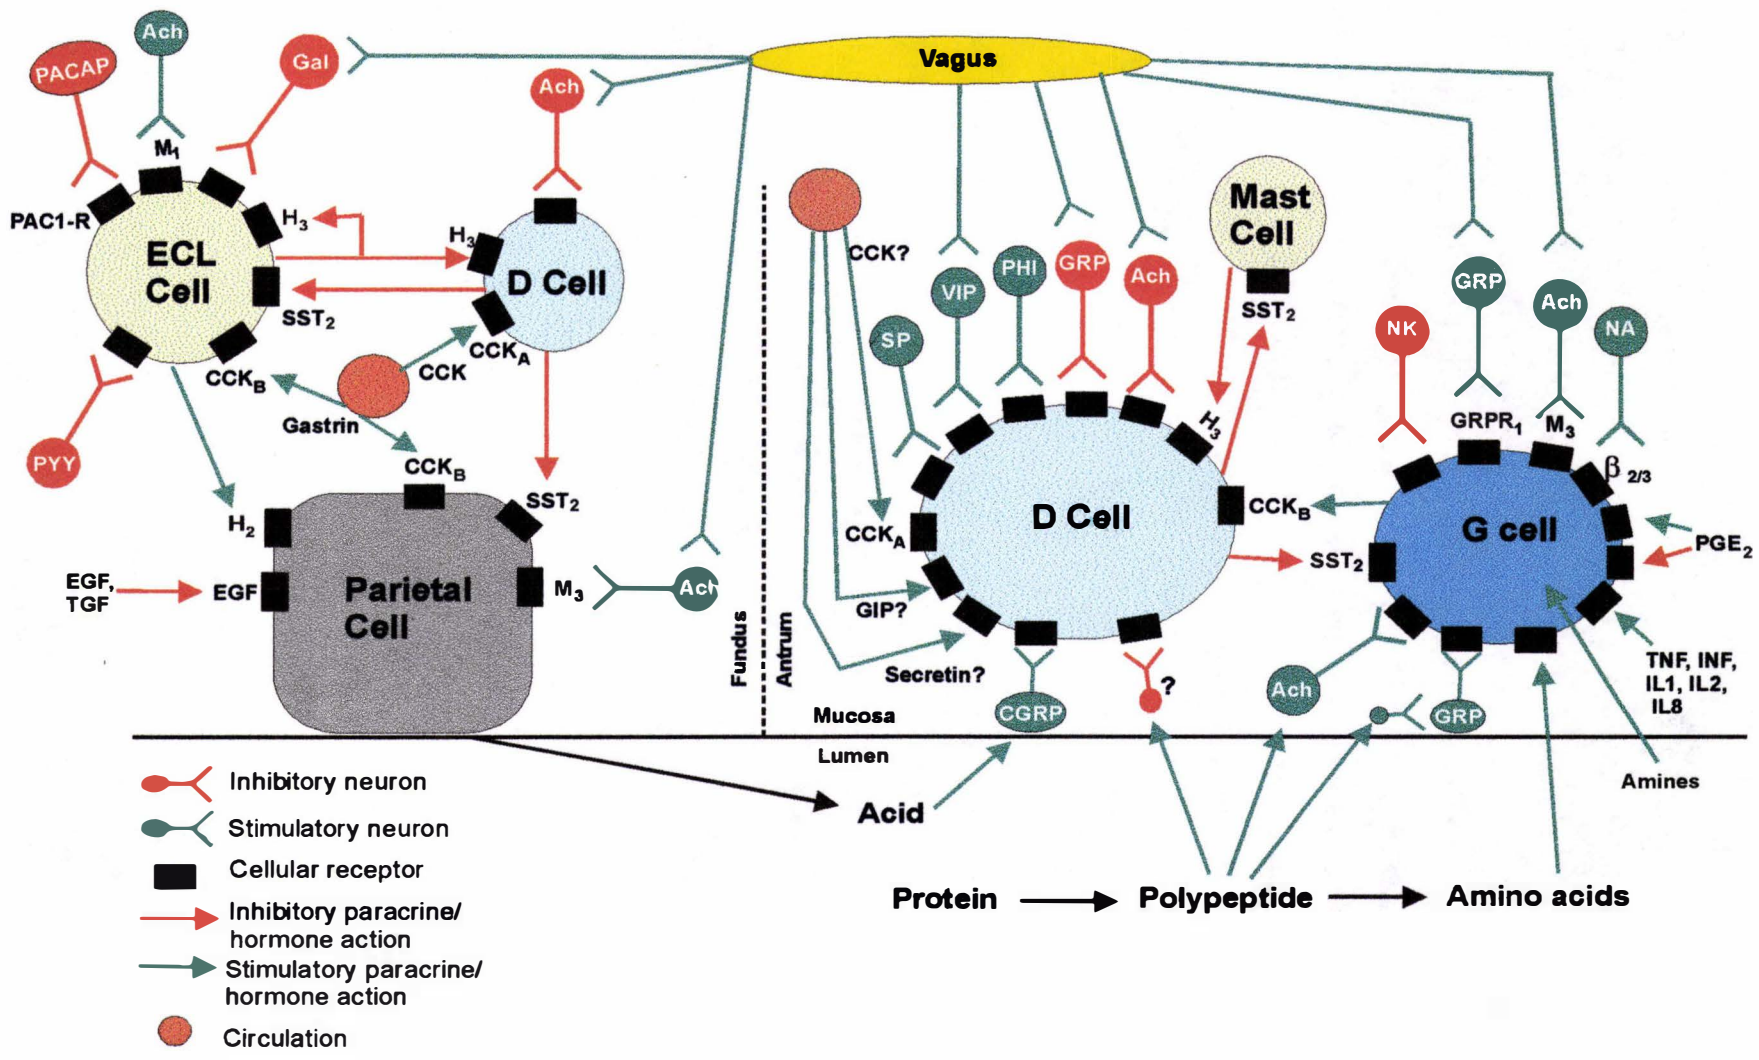 Ach
PACAP
Gal
Vagus
Ach
M1
PAC1-R
H3
ECL
Cell
H3
D Cell
SST2
CCKA
CCK
CCKB
Gastrin
PYY
CCKB
SST2
H2
EGF,
TGF
EGF
Parietal
Cell
M3
Ach
Fundus
Antrum
CCK?
SP
VIP
PHI
GRP
Ach
Mast
Cell
SST2
H3
NK
GRP
Ach
NA
GRPR1
M3
β 2/3
CCKA
D Cell
CCKB
G cell
SST2
PGE2
GIP?
Secretin?
CGRP
?
Ach
GRP
TNF, INF,
IL1, IL2,
IL8
Mucosa
Lumen
Amines
Acid
Protein
Polypeptide
Amino acids
Inhibitory neuron
Stimulatory neuron
Cellular receptor
Inhibitory paracrine/
hormone action
Stimulatory paracrine/
hormone action
Circulation